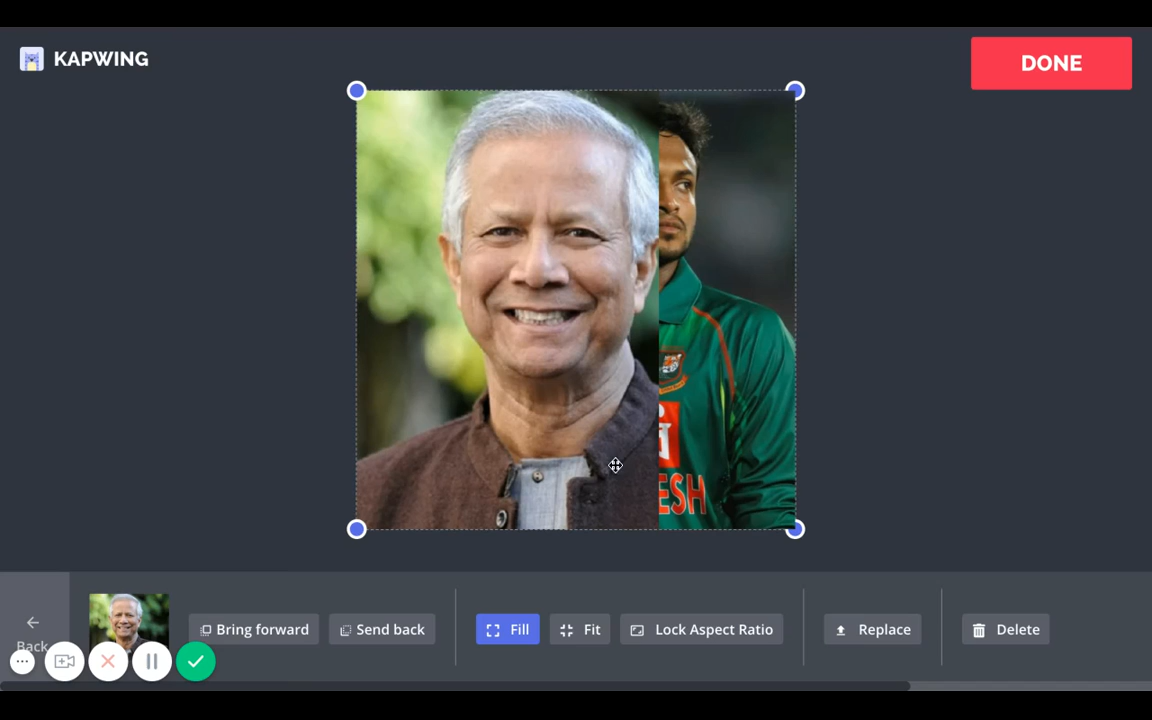 KAPWING
DONE
ESH
Bring forward
Send back
Fill
Fit
Lock Aspect Ratio
Replace
Delete
Back